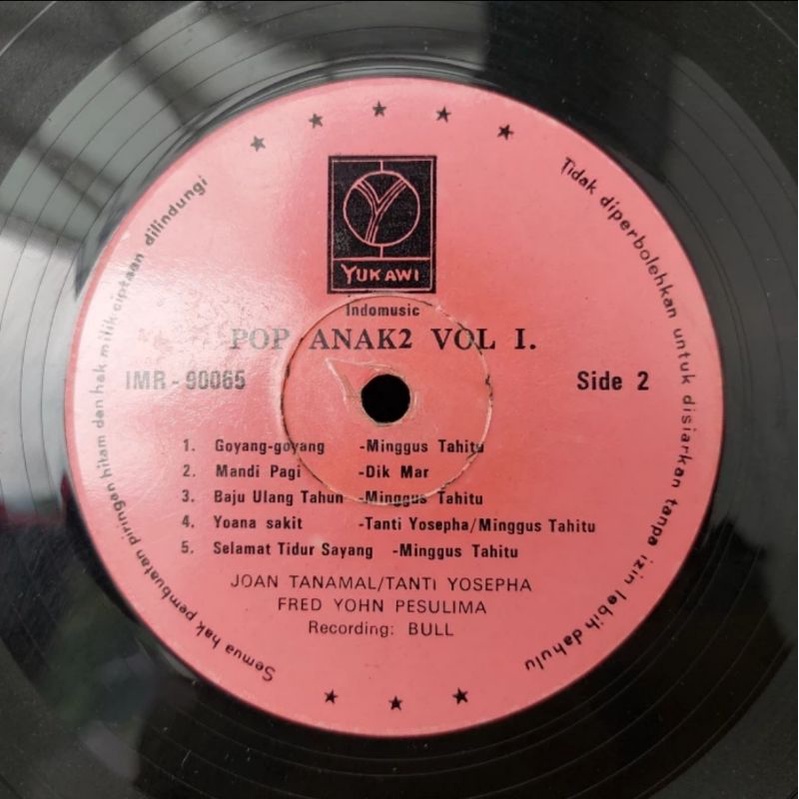 YUKAWI
Indomusic
POP ANAK2 VOL I.
IMR - 90065
Side 2
1. Goyang-goyang -Minggus Tahitu
2. Mandi Pagi -Dik Mar
3. Baju Ulang Tahun -Minggus Tahitu
4. Yoana sakit -Tanti Yosepha/Minggus Tahitu
5. Selamat Tidur Sayang -Minggus Tahitu
JOAN TANAMAL/TANTI YOSEPHA
FRED YOHN PESULIMA
Recording: BULL
Semua hak pembuatan piringan hitam dan hak milik ciptaan dilindungi
Tidak diperbolehkan untuk disiarkan tanpa izin lebih dahulu